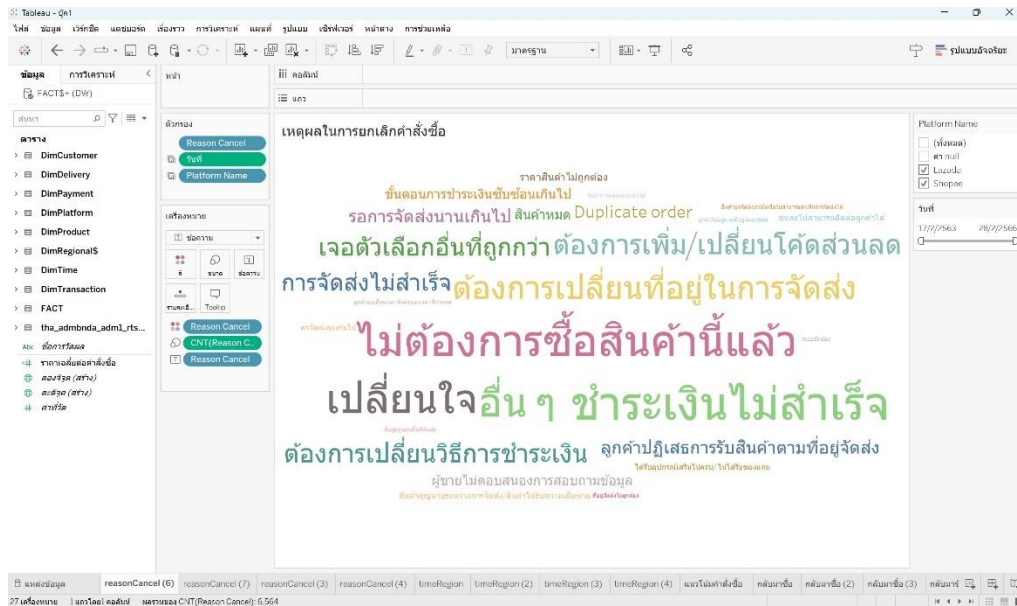 Tableau - บุ๊ค1
ไฟล์ ข้อมูล เวิร์กชีต แดชบอร์ด เรื่องราว การวิเคราะห์ แผนที่ รูปแบบ เซิร์ฟเวอร์ หน้าต่าง การช่วยเหลือ
มาตรฐาน
รูปแบบอัจฉริยะ
ข้อมูล การวิเคราะห์
FACT$+ (DW)
ค้นหา
ตาราง
DimCustomer
DimDelivery
DimPayment
DimPlatform
DimProduct
DimRegional$
DimTime
DimTransaction
FACT
tha_admbnda_adm1_rts...
Abc ชื่อการวัดผล
ราคาเฉลี่ยต่อคำสั่งซื้อ
ลองจิจูด (สร้าง)
ละติจูด (สร้าง)
ค่าที่วัด
หน้า
ตัวกรอง
Reason Cancel
วันที่
Platform Name
เครื่องหมาย
ข้อความ
สี ขนาด ข้อความ
รายละเอี... Tooltip
Reason Cancel
CNT(Reason C..
Reason Cancel
คอลัมน์
แถว
เหตุผลในการยกเลิกคำสั่งซื้อ
ราคาสินค้าไม่ถูกต้อง
ขั้นตอนการชำระเงินซับซ้อนเกินไป
รอการจัดส่งนานเกินไป สินค้าหมด Duplicate order
เจอตัวเลือกอื่นที่ถูกกว่า ต้องการเพิ่ม/เปลี่ยนโค้ดส่วนลด
การจัดส่งไม่สำเร็จ ต้องการเปลี่ยนที่อยู่ในการจัดส่ง
ไม่ต้องการซื้อสินค้านี้แล้ว
เปลี่ยนใจ อื่น ๆ ชำระเงินไม่สำเร็จ
ต้องการเปลี่ยนวิธีการชำระเงิน ลูกค้าปฏิเสธการรับสินค้าตามที่อยู่จัดส่ง
ผู้ขายไม่ตอบสนองการสอบถามข้อมูล
Platform Name
(ทั้งหมด)
ค่า null
Lazada
Shopee
วันที่
17/2/2563 28/2/2566
แหล่งข้อมูล reasonCancel (6) reasonCancel (7) reasonCancel (3) reasonCancel (4) timeRegion timeRegion (2) timeRegion (3) timeRegion (4) แนวโน้มคำสั่งซื้อ กลับมาซื้อ กลับมาซื้อ (2) กลับมาซื้อ (3)
27 เครื่องหมาย 1 แถวโดย1 คอลัมน์ ผลรวมของ CNT(Reason Cancel): 6,564